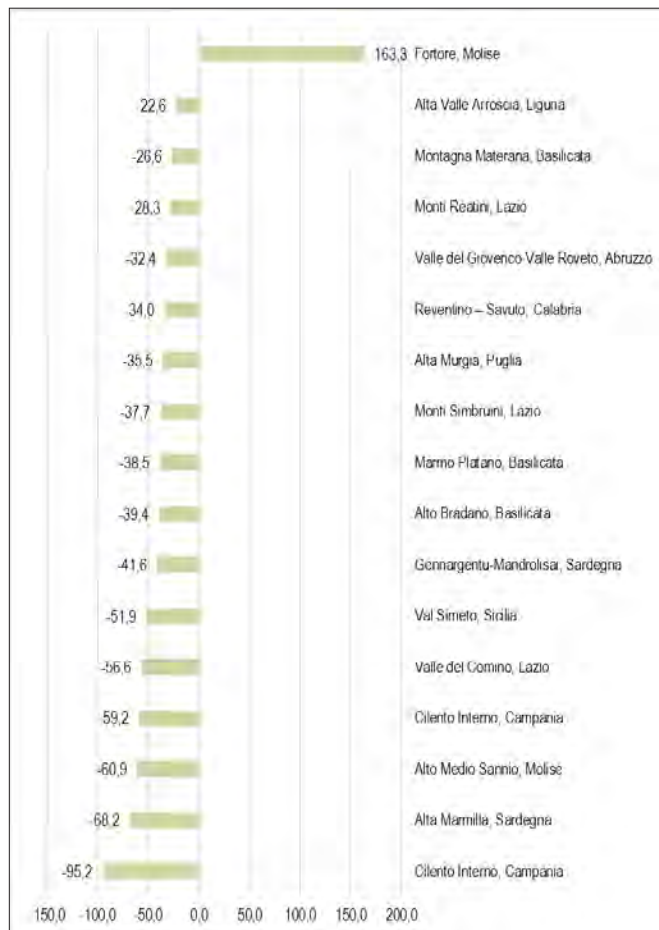 163,3 Fortore, Molise
22,6 Alta Valle Arroscia, Liguria
-26,6 Montagna Materana, Basilicata
28,3 Monti Reatini, Lazio
-32,4 Valle del Giovenco-Valle Roveto, Abruzzo
34,0 Reventino – Savuto, Calabria
-35,5 Alta Murgia, Puglia
-37,7 Monti Simbruini, Lazio
-38,5 Marmo Platano, Basilicata
-39,4 Alto Bradano, Basilicata
-41,6 Gennargentu-Mandrolisai, Sardegna
-51,9 Val Simeto, Sicilia
-56,6 Valle del Comino, Lazio
59,2 Cilento Interno, Campania
-60,9 Alto Medio Sannio, Molise
-68,2 Alta Marmilla, Sardegna
-95,2 Cilento Interno, Campania
150,0 -100,0 -50,0 0,0 50,0 100,0 150,0 200,0